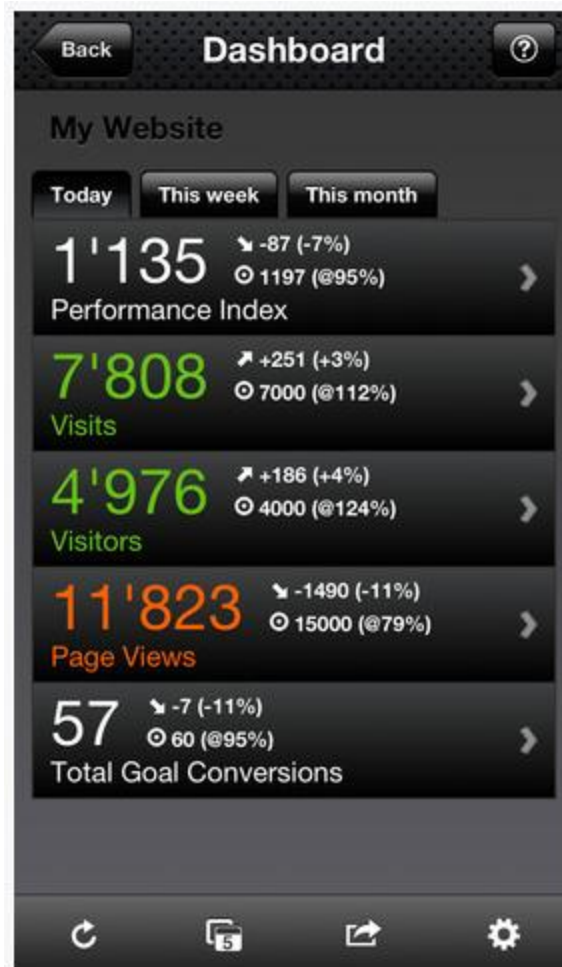 Back
Dashboard
?
My Website
Today
This week
This month
1'135
-87 (-7%)
1197 (@95%)
Performance Index
7'808
+251 (+3%)
7000 (@112%)
Visits
4'976
+186 (+4%)
4000 (@124%)
Visitors
11'823
-1490 (-11%)
15000 (@79%)
Page Views
57
-7 (-11%)
60 (@95%)
Total Goal Conversions
5